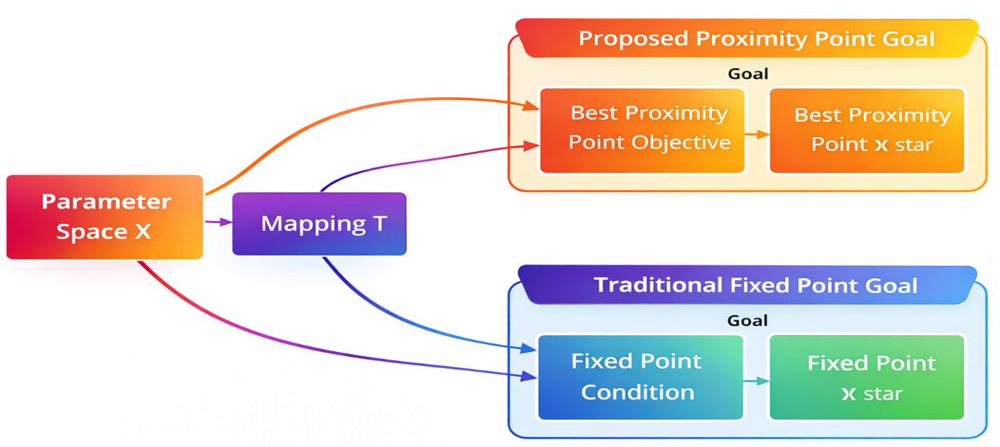 Proposed Proximity Point Goal
Goal
Best Proximity
Point Objective
Best Proximity
Point x star
Parameter
Space X
Mapping T
Traditional Fixed Point Goal
Goal
Fixed Point
Condition
Fixed Point
x star